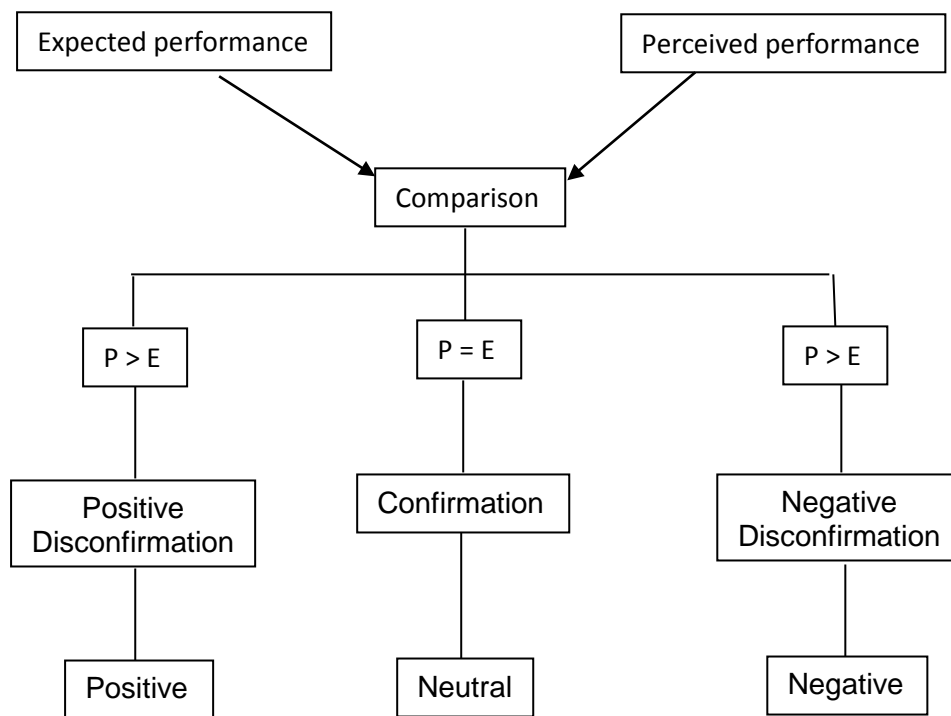 Expected performance
Perceived performance
Comparison
P > E
P = E
P > E
Positive
Disconfirmation
Confirmation
Negative
Disconfirmation
Positive
Neutral
Negative